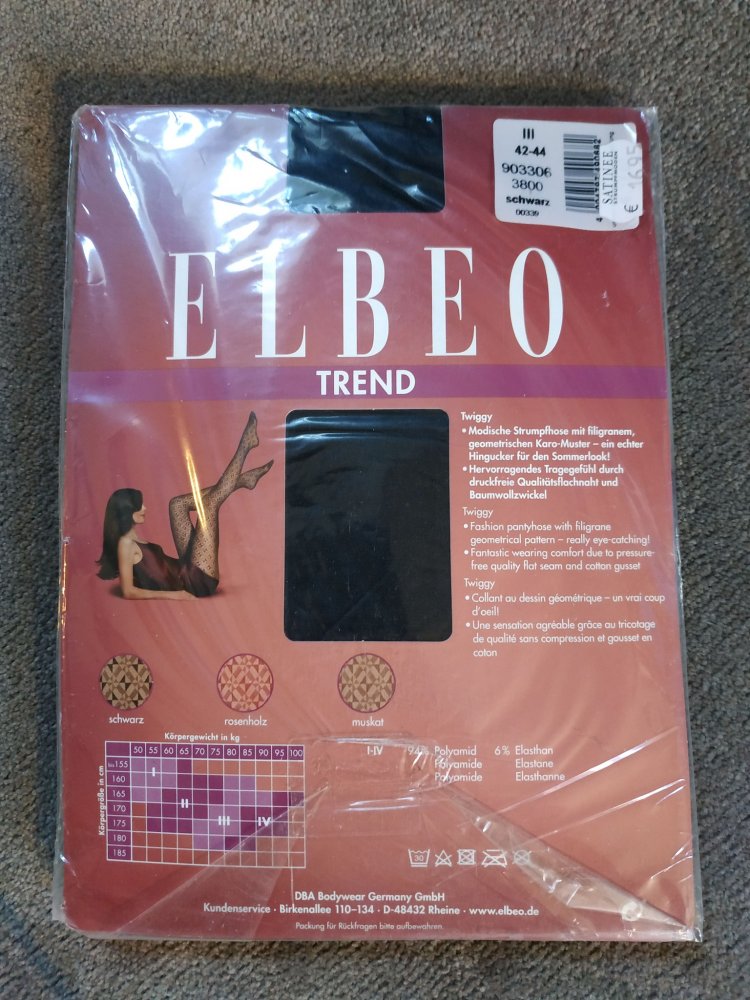 III
42-44
903306
3800
schwarz
00339
SATINEE
€ 1695
ELBEO
TREND
Twiggy
• Modische Strumpfhose mit filigranem,
geometrischen Karo-Muster – ein echter
Hingucker für den Sommerlook!
• Hervorragendes Tragegefühl durch
druckfreie Qualitätsflachnaht und
Baumwollzwickel
Twiggy
• Fashion pantyhose with filigrane
geometrical pattern – really eye-catching!
• Fantastic wearing comfort due to pressure-
free quality flat seam and cotton gusset
Twiggy
• Collant au dessin géométrique – un vrai coup
d'oeil!
• Une sensation agréable grâce au tricotage
de qualité sans compression et gousset en
coton
schwarz rosenholz muskat
Körpergewicht in kg
50 55 60 65 70 75 80 85 90 95 100
Körpergröße in cm
bis 155
160
165
170
175
180
185
I
II
III
IV
I-IV 94% Polyamid 6% Elasthan
Polyamide Elastane
Polyamide Elasthanne
30
DBA Bodywear Germany GmbH
Kundenservice · Birkenallee 110–134 · D-48432 Rheine · www.elbeo.de
Packung für Rückfragen bitte aufbewahren.